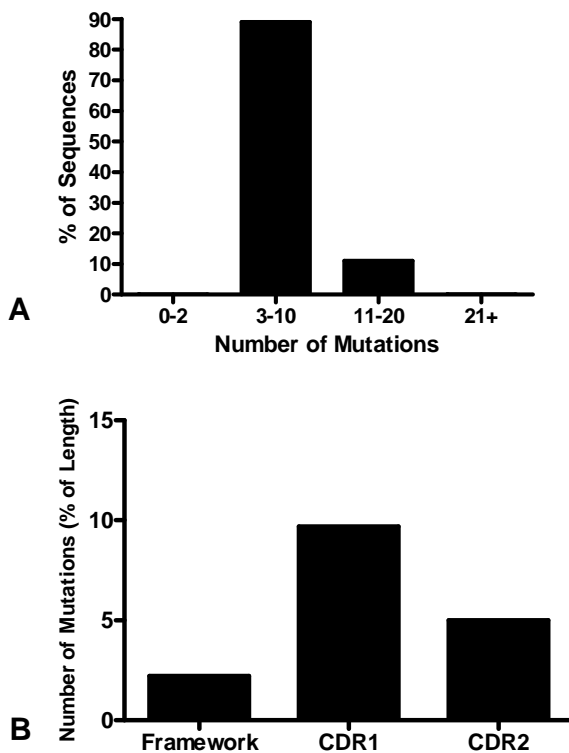 % of Sequences
90
80
70
60
50
40
30
20
10
0
0-2 3-10 11-20 21+
Number of Mutations
A
Number of Mutations (% of Length)
15
10
5
0
Framework CDR1 CDR2
B